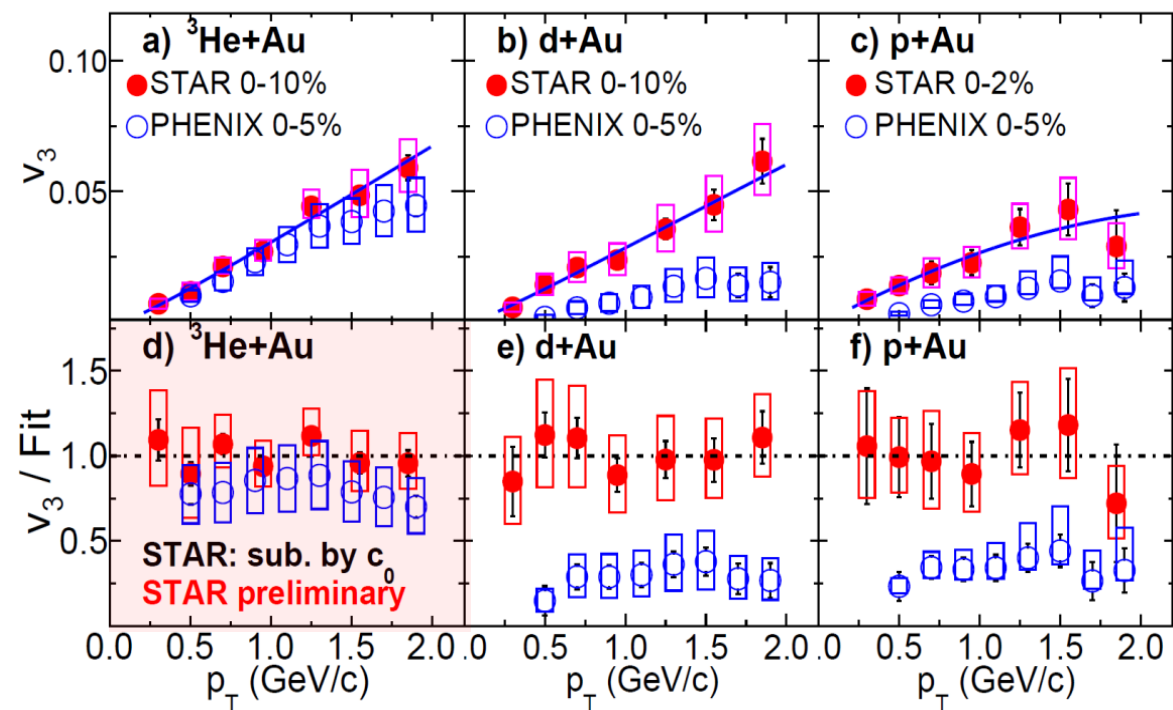 a) ³He+Au
STAR 0-10%
PHENIX 0-5%
b) d+Au
STAR 0-10%
PHENIX 0-5%
c) p+Au
STAR 0-2%
PHENIX 0-5%
0.10
0.05
v₃
d) ³He+Au
e) d+Au
f) p+Au
1.5
1.0
0.5
v₃ / Fit
STAR: sub. by c₀
STAR preliminary
0.0 0.5 1.0 1.5 2.0
.0 0.5 1.0 1.5 2.0
.0 0.5 1.0 1.5 2.0
p_T (GeV/c)
p_T (GeV/c)
p_T (GeV/c)